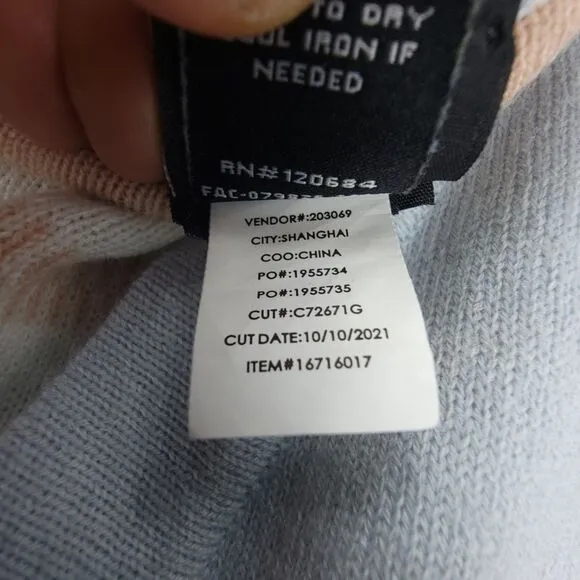 TO DRY
COOL IRON IF
NEEDED
RN#120684
VENDOR#:203069
CITY:SHANGHAI
COO:CHINA
PO#:1955734
PO#:1955735
CUT#:C72671G
CUT DATE:10/10/2021
ITEM#16716017